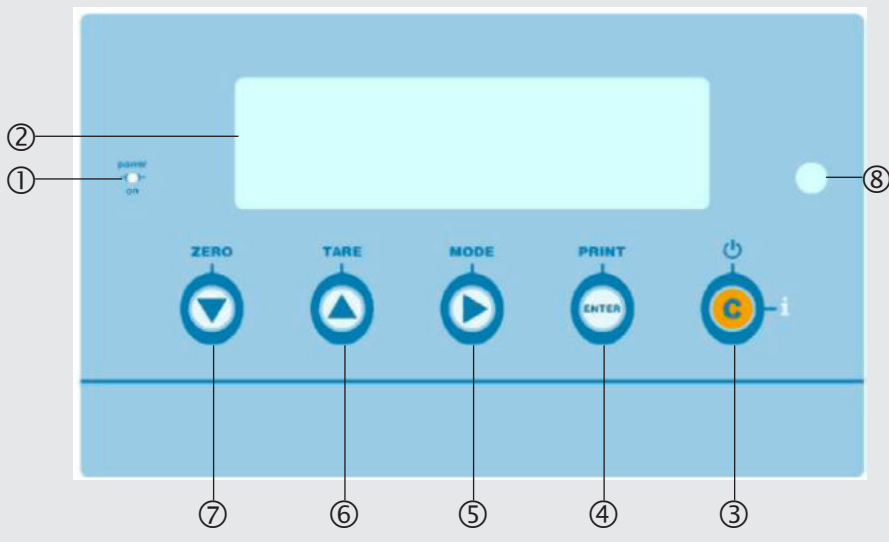 ②
power
①
on
⑧
ZERO TARE MODE PRINT
ENTER C i
⑦ ⑥ ⑤ ④ ③